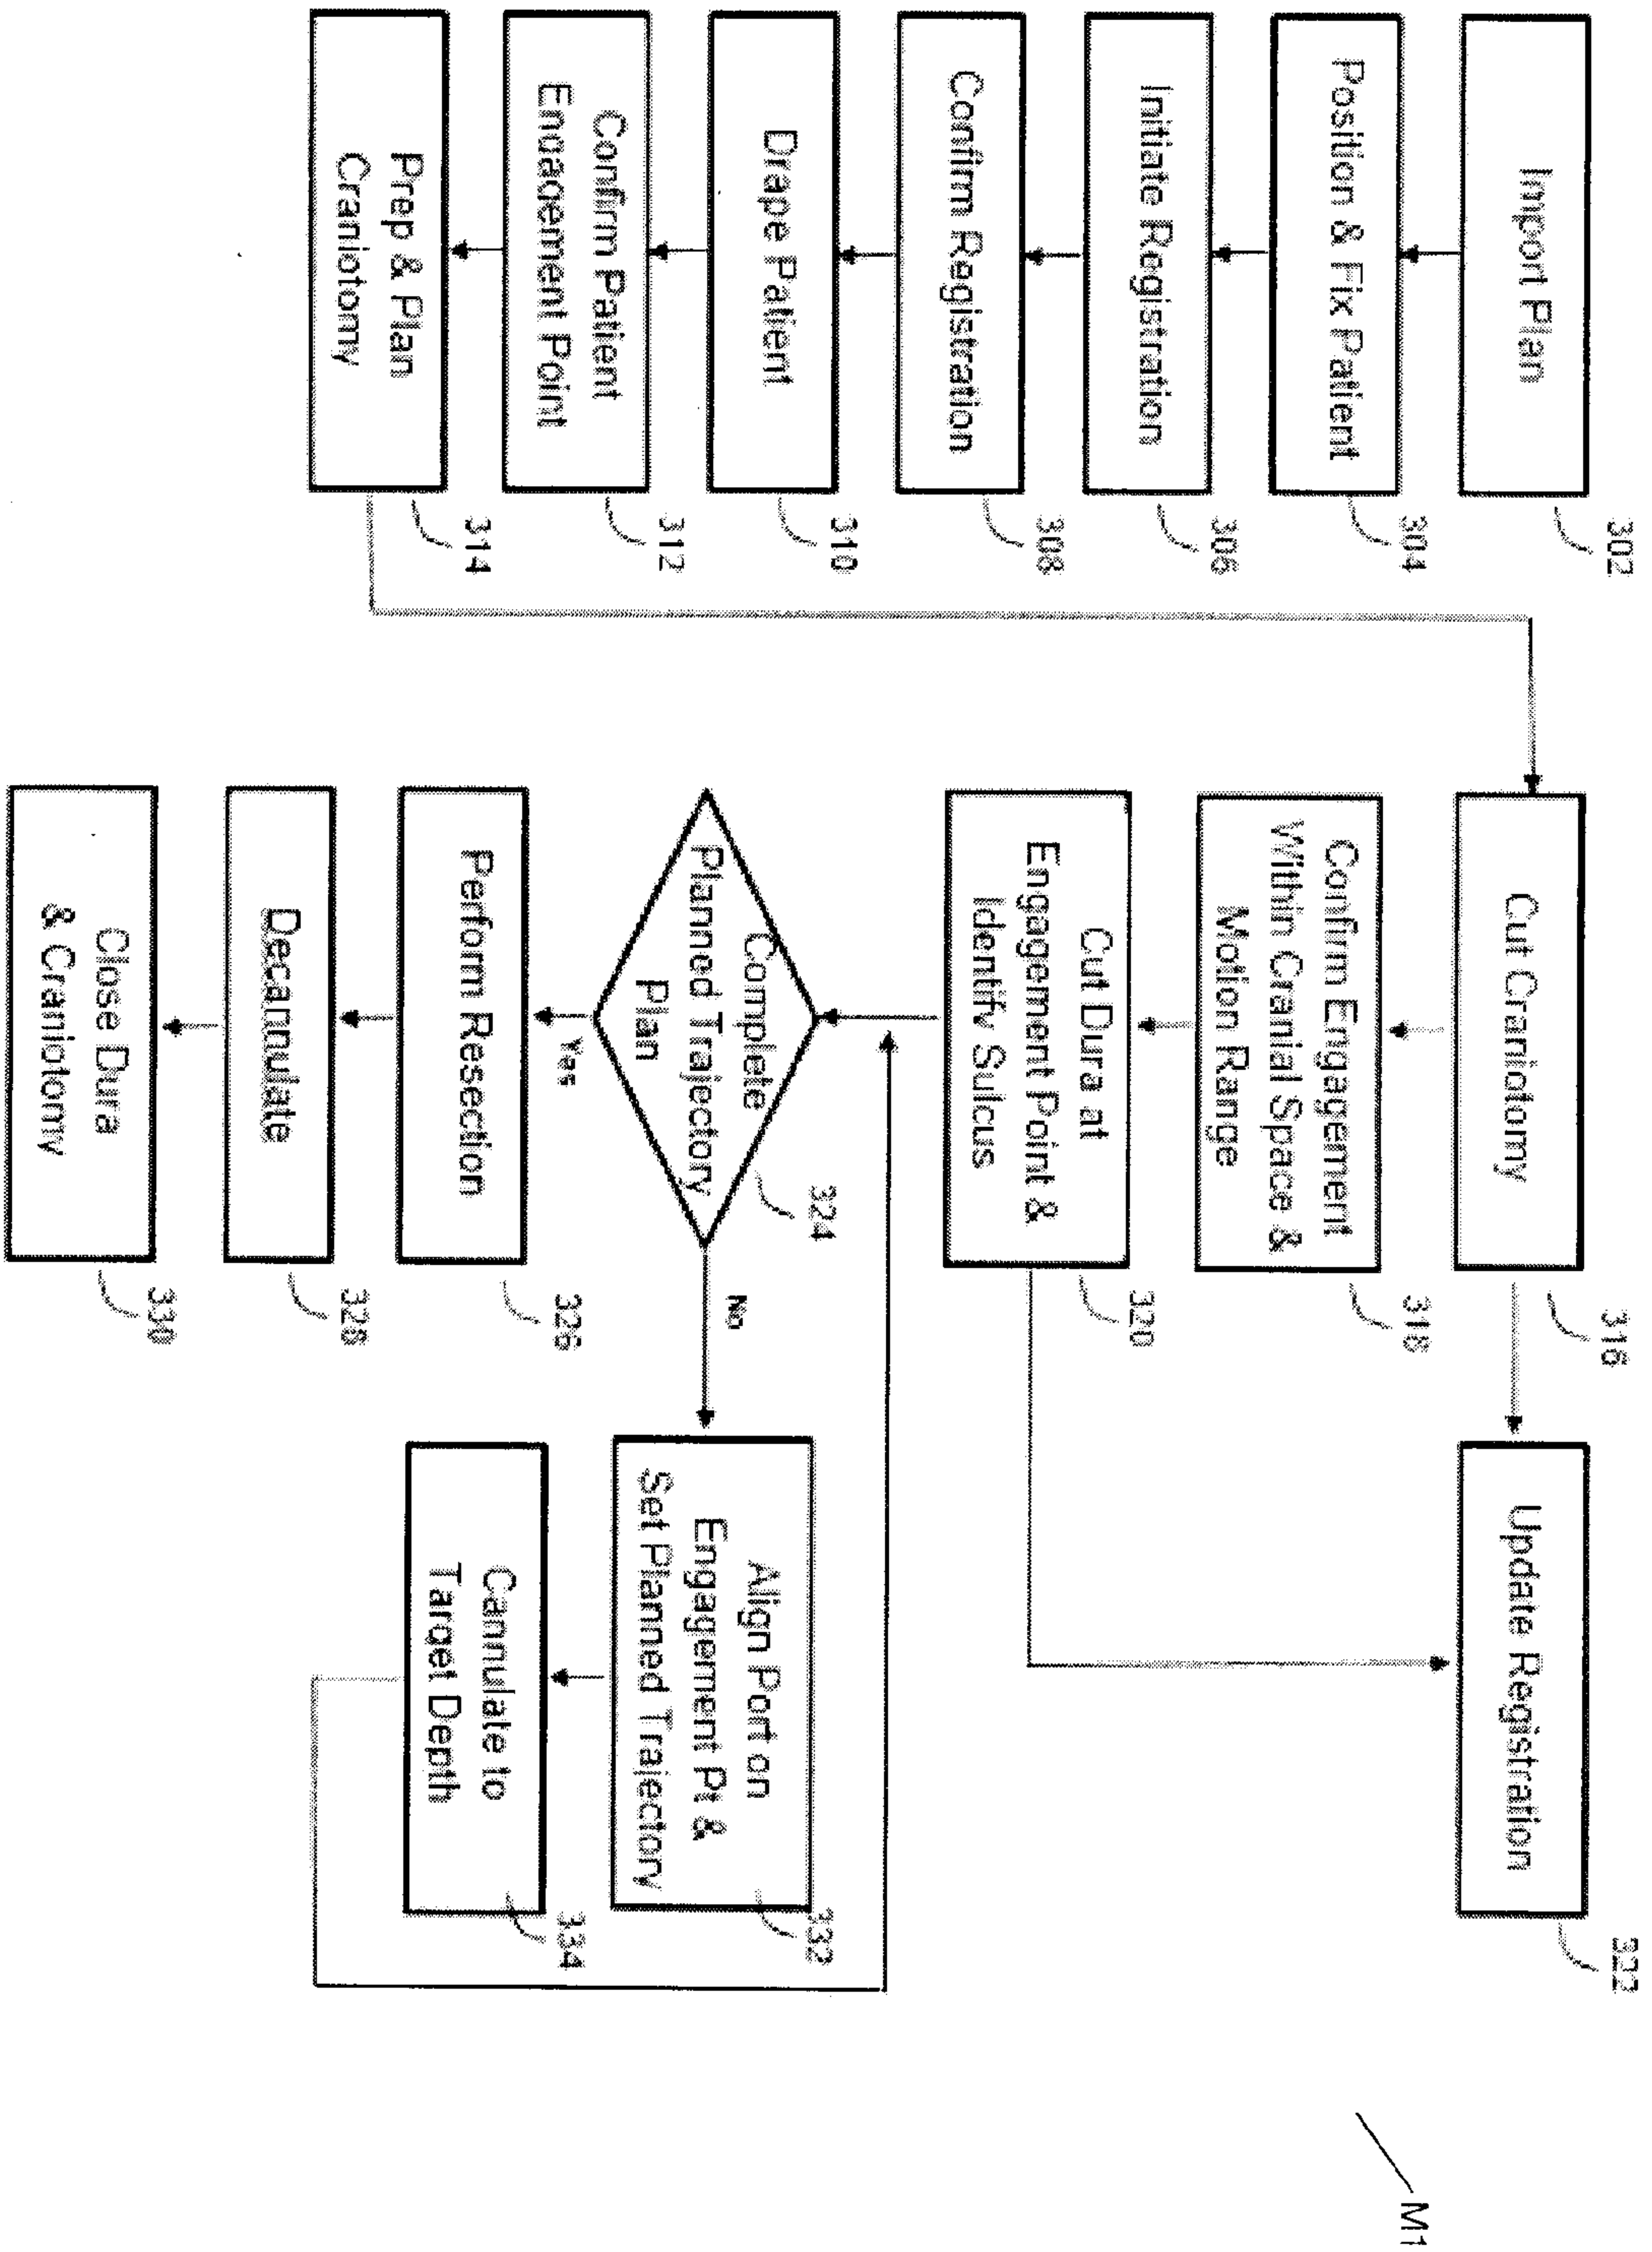 Import Plan
302
Position & Fix Patient
304
Initiate Registration
306
Confirm Registration
308
Drape Patient
310
Confirm Patient
Engagement Point
312
Prep & Plan
Craniotomy
314
Cut Craniotomy
316
Confirm Engagement
Within Cranial Space &
Motion Range
318
Cut Dura at
Engagement Point &
Identify Sulcus
320
Update Registration
322
Complete
Planned Trajectory
Plan
324
Yes
No
Perform Resection
326
Decannulate
328
Close Dura
& Craniotomy
330
Align Port on
Engagement Pt &
Set Planned Trajectory
332
Cannulate to
Target Depth
334
M1